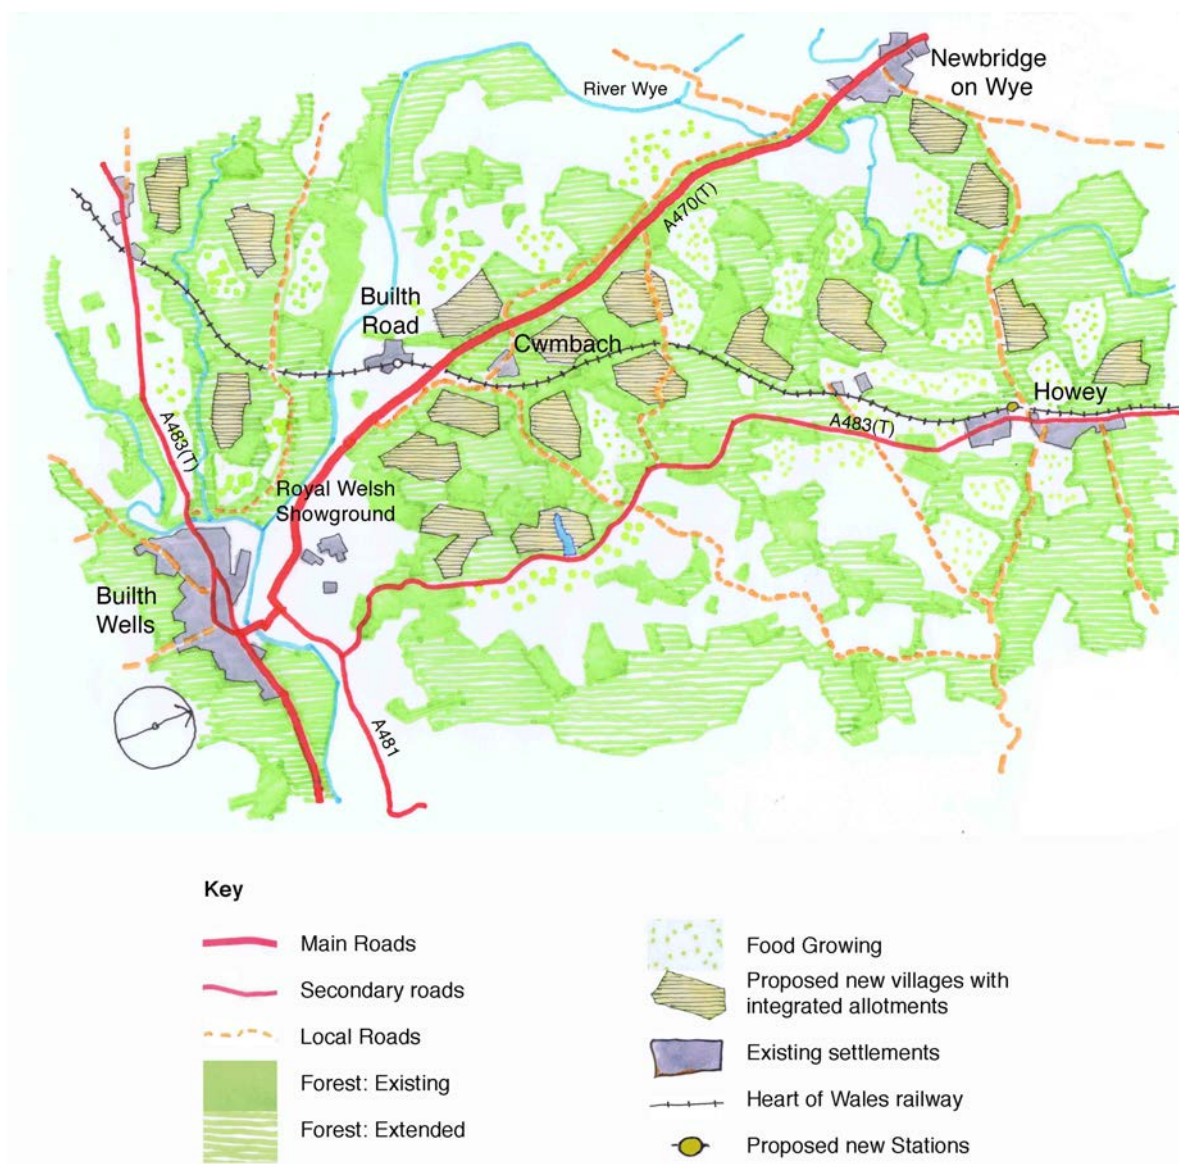 Newbridge
on Wye
River Wye
A470(T)
Builth
Road
Cwmbach
Howey
A483(T)
A483(T)
Royal Welsh
Showground
Builth
Wells
A481
Key
Main Roads
Secondary roads
Local Roads
Forest: Existing
Forest: Extended
Food Growing
Proposed new villages with
integrated allotments
Existing settlements
Heart of Wales railway
Proposed new Stations